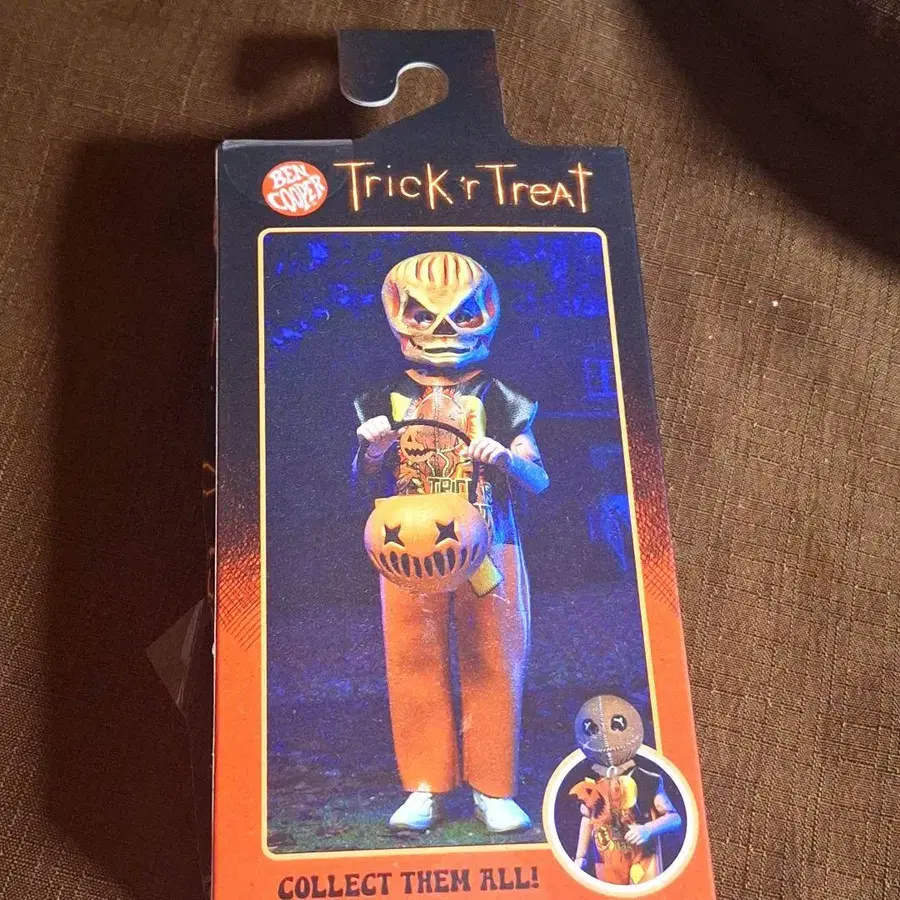 BEN
COOPER
Trick 'r Treat
COLLECT THEM ALL!